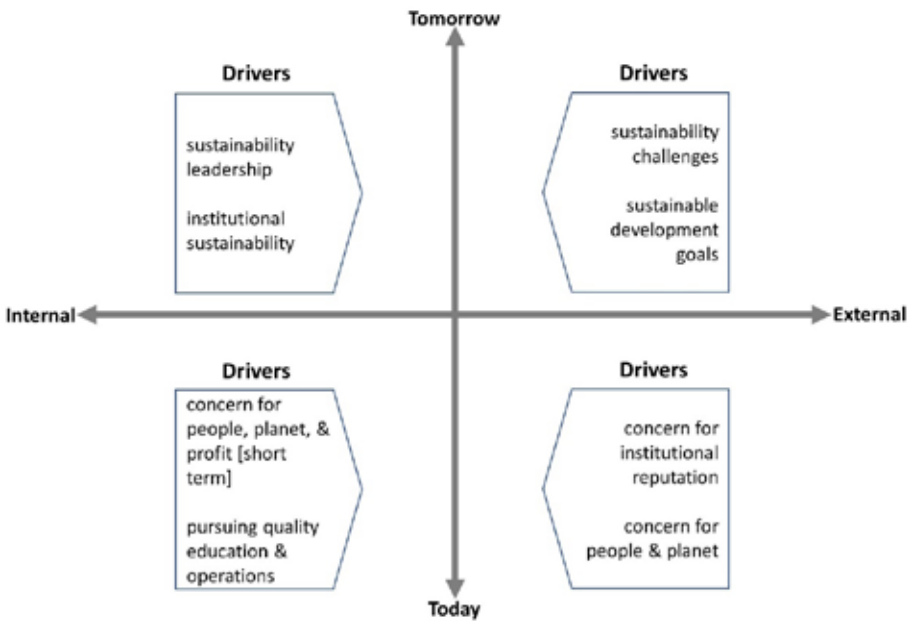 Tomorrow
Drivers
sustainability
leadership
institutional
sustainability
Drivers
sustainability
challenges
sustainable
development
goals
Internal
External
Drivers
concern for
people, planet, &
profit [short
term]
pursuing quality
education &
operations
Drivers
concern for
institutional
reputation
concern for
people & planet
Today